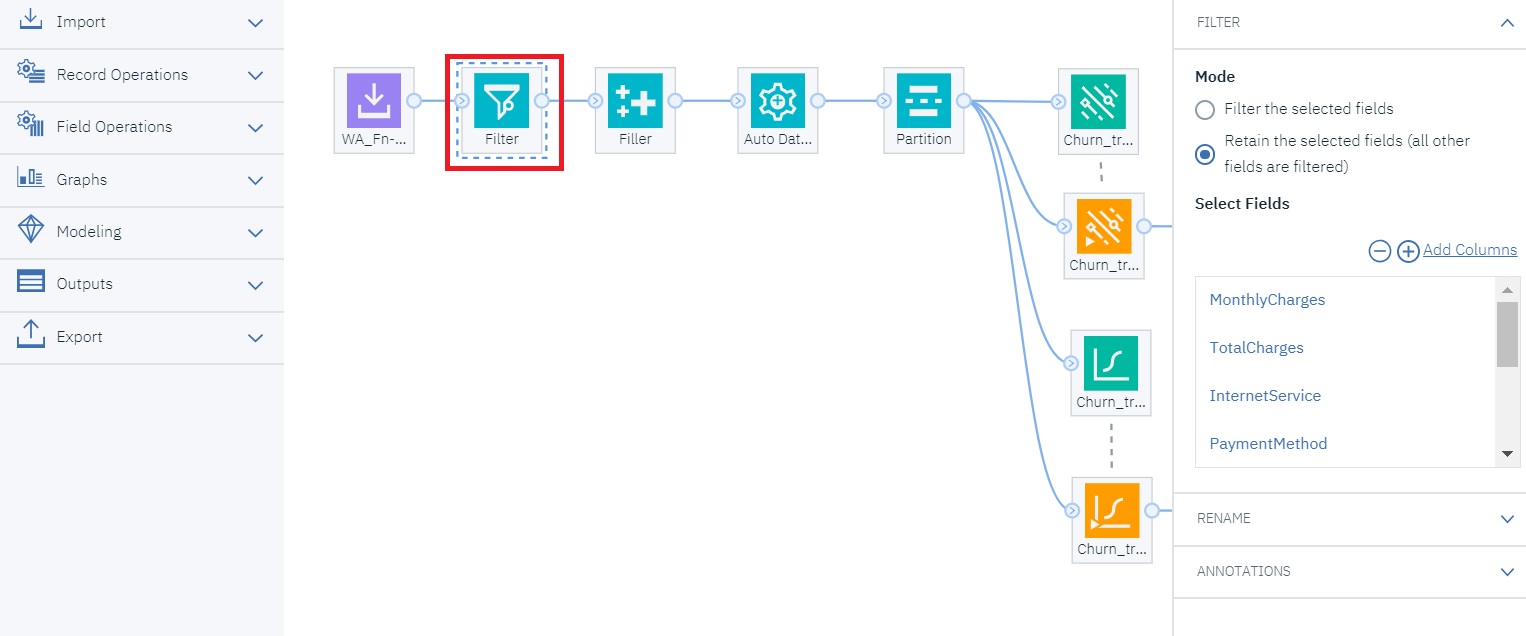 Import
Record Operations
Field Operations
Graphs
Modeling
Outputs
Export
WA_Fn-...
Filter
Filler
Auto Dat...
Partition
Churn_tr...
Churn_tr...
Churn_tr...
Churn_tr...
FILTER
Mode
Filter the selected fields
Retain the selected fields (all other
fields are filtered)
Select Fields
Add Columns
MonthlyCharges
TotalCharges
InternetService
PaymentMethod
RENAME
ANNOTATIONS